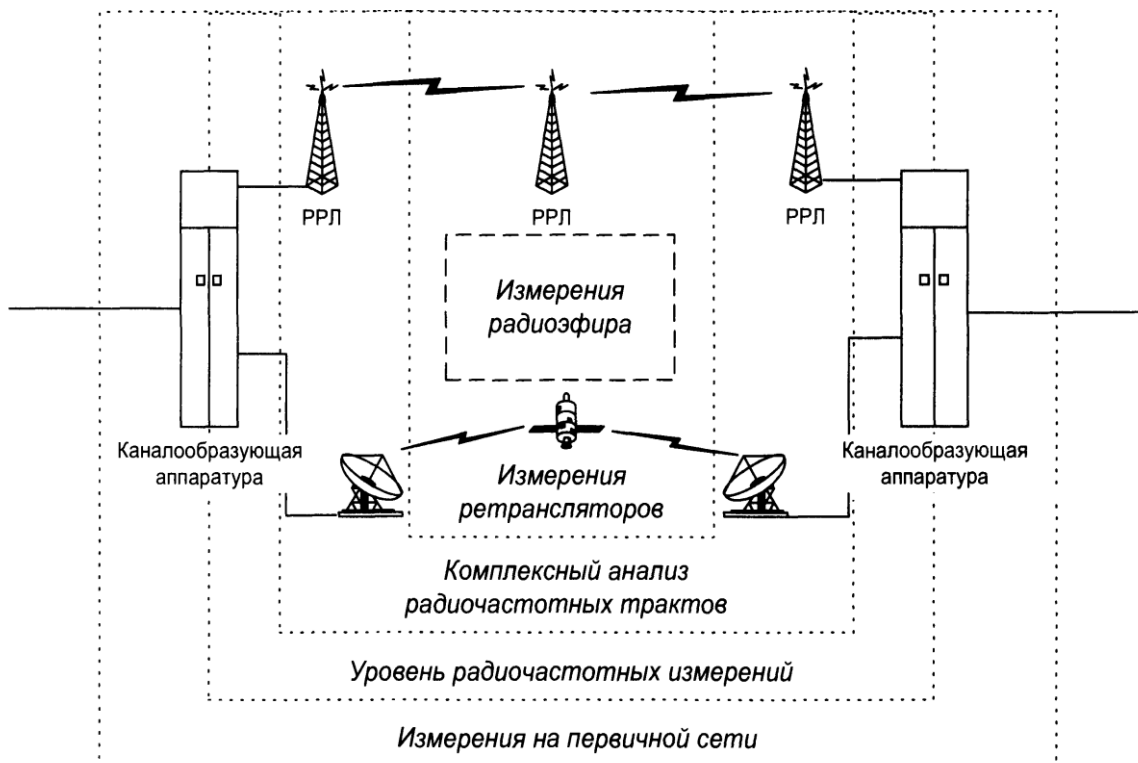 РРЛ
РРЛ
РРЛ
Измерения
радиоэфира
Каналообразующая
аппаратура
Каналообразующая
аппаратура
Измерения
ретрансляторов
Комплексный анализ
радиочастотных трактов
Уровень радиочастотных измерений
Измерения на первичной сети